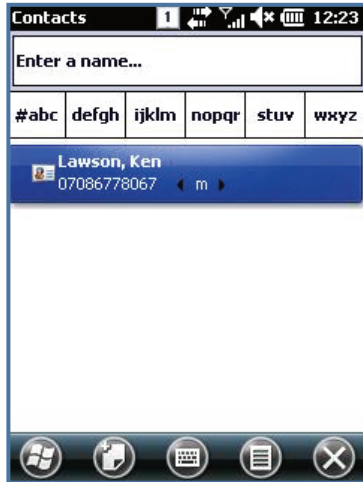 Contacts 1 12:23
Enter a name...
#abc defgh ijklm nopqr stuv wxyz
Lawson, Ken
07086778067 m